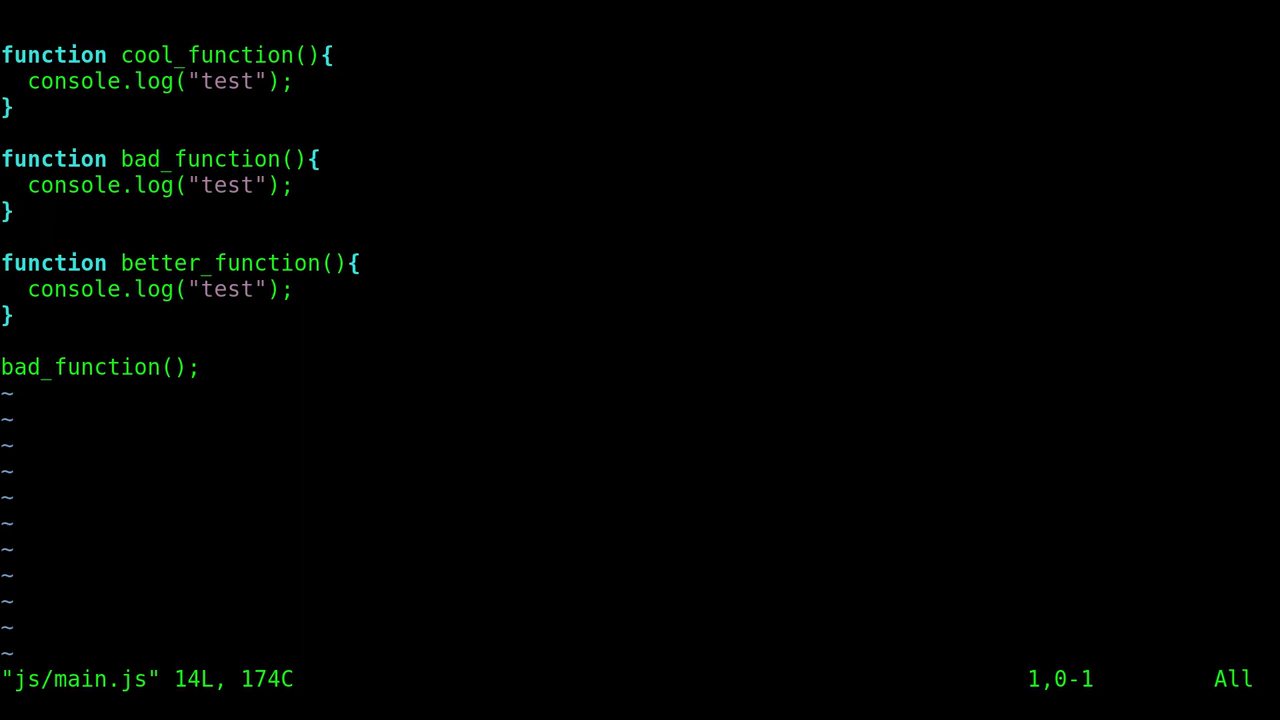 function cool_function(){
  console.log("test");
}
function bad_function(){
  console.log("test");
}
function better_function(){
  console.log("test");
}
bad_function();
~
~
~
~
~
~
~
~
~
~
~
"js/main.js" 14L, 174C 1,0-1 All